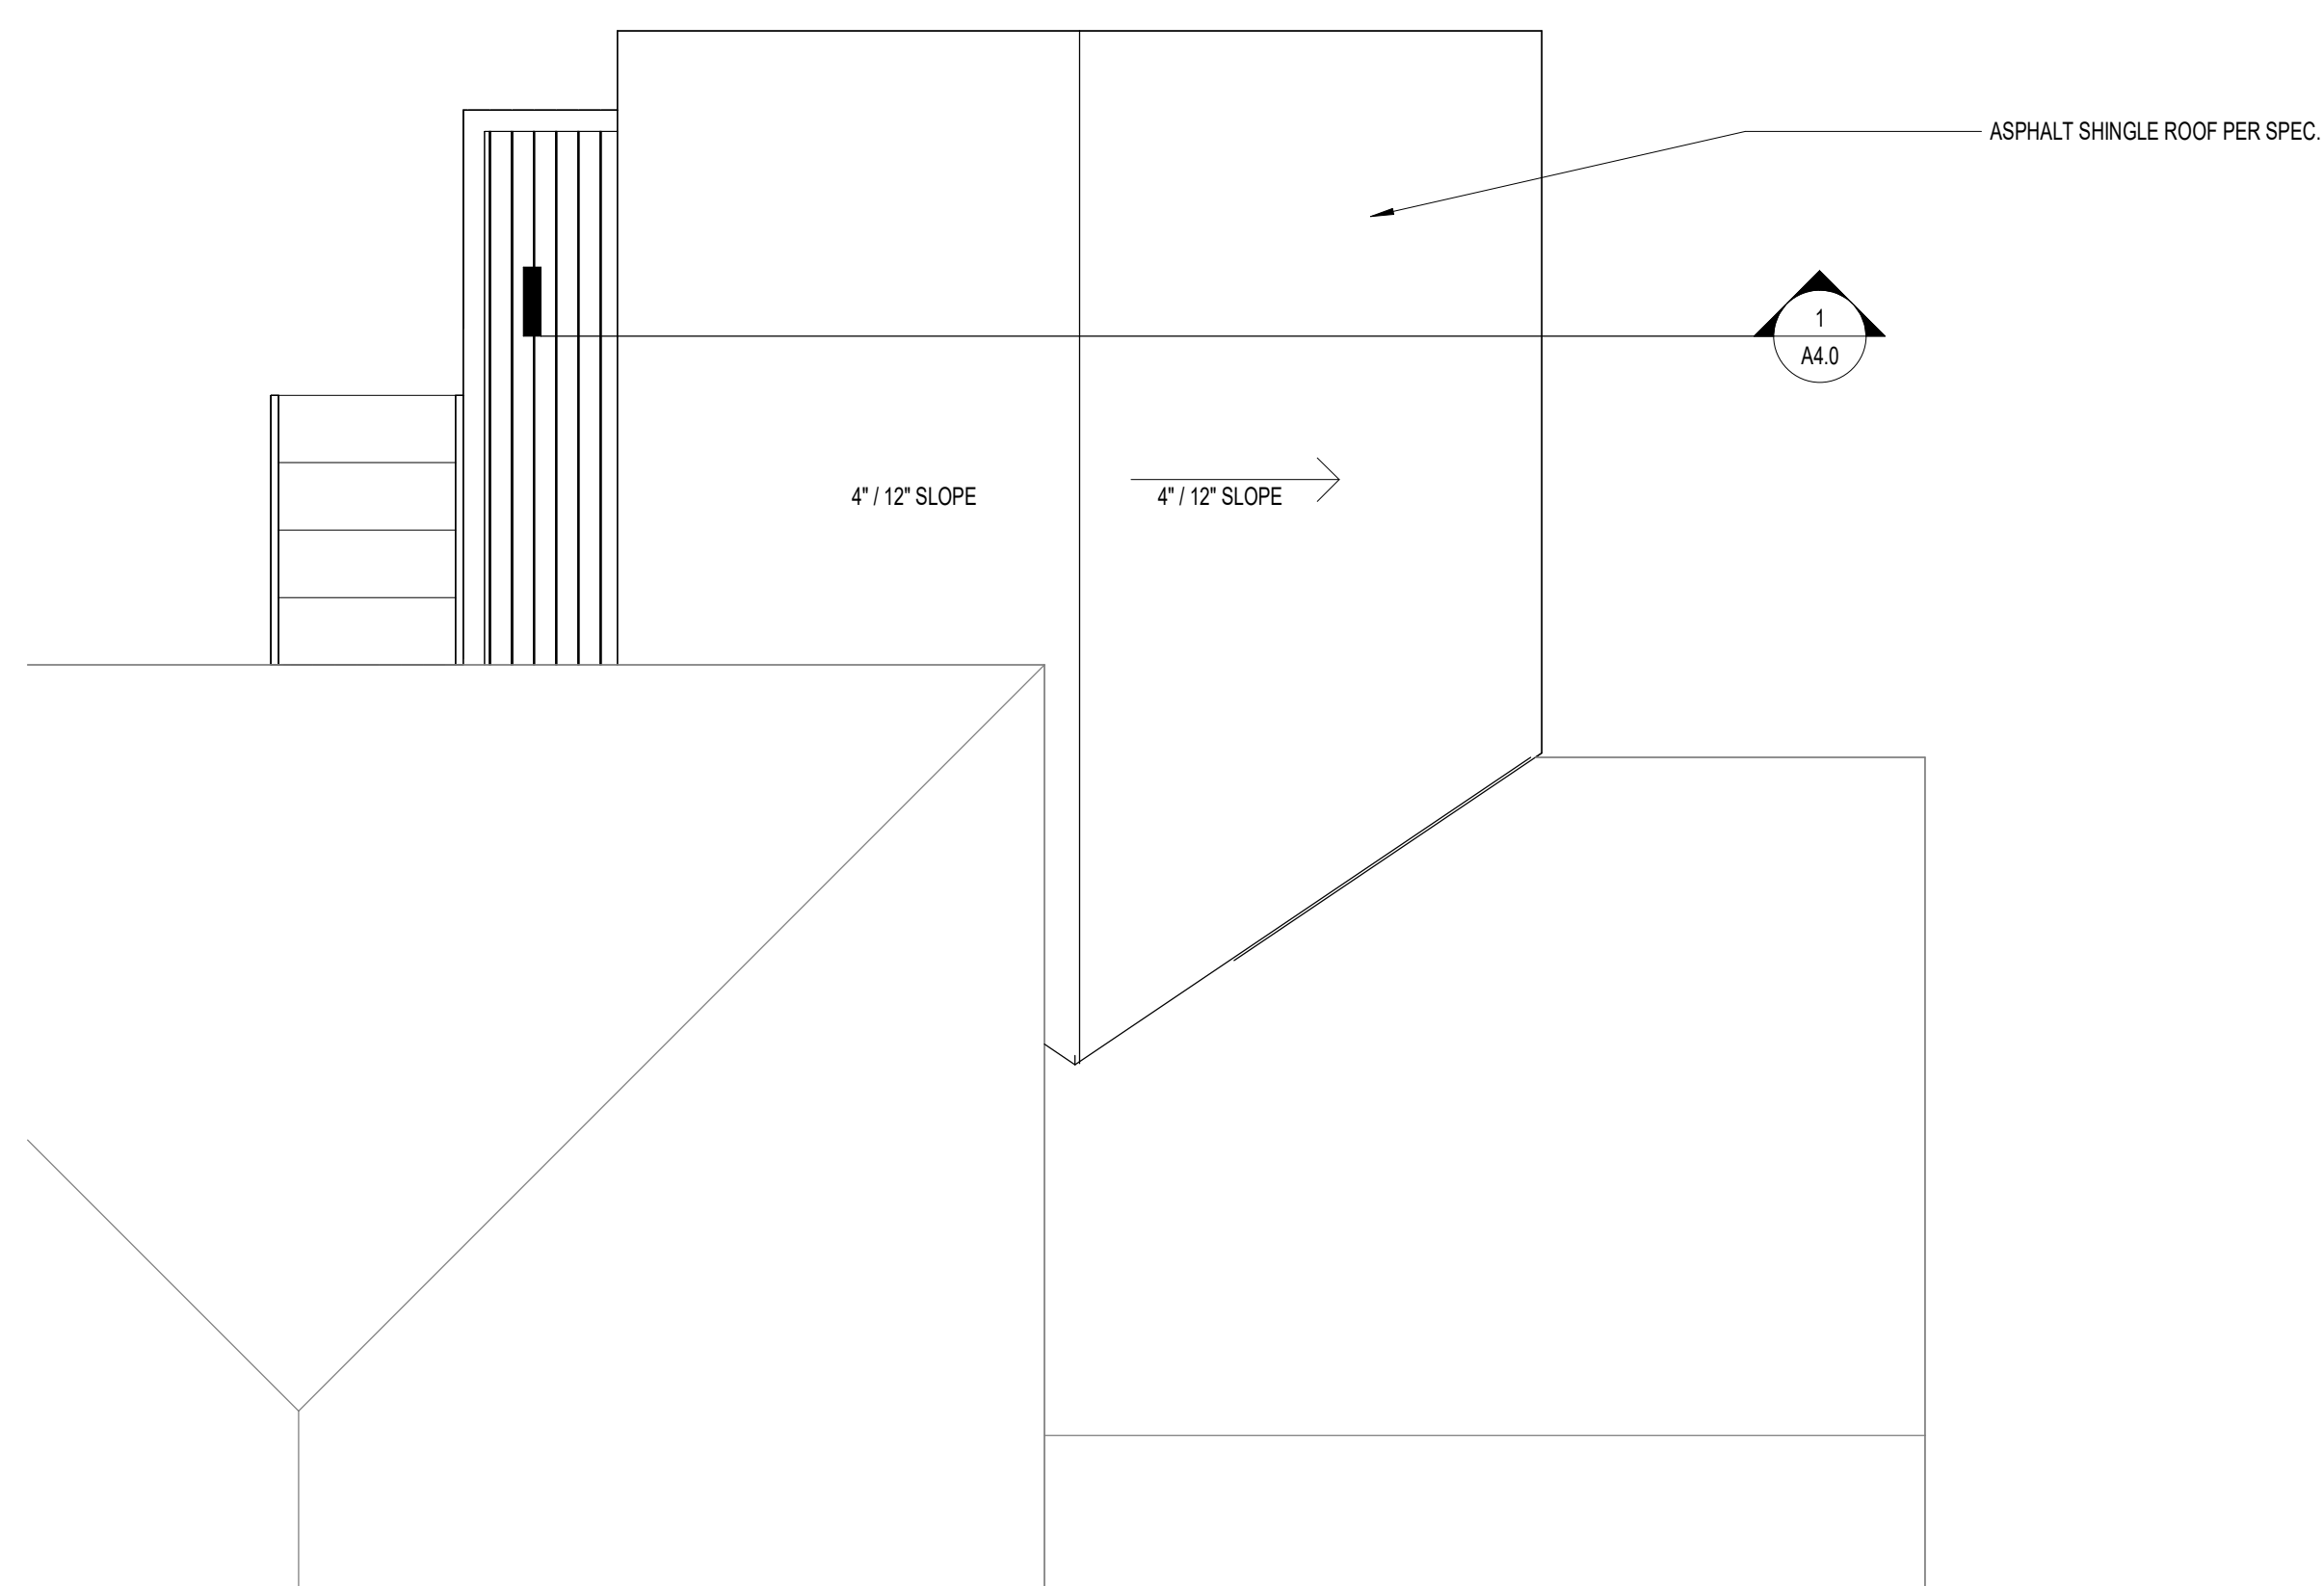 ASPHALT SHINGLE ROOF PER SPEC.
1
A4.0
4" / 12" SLOPE
4" / 12" SLOPE